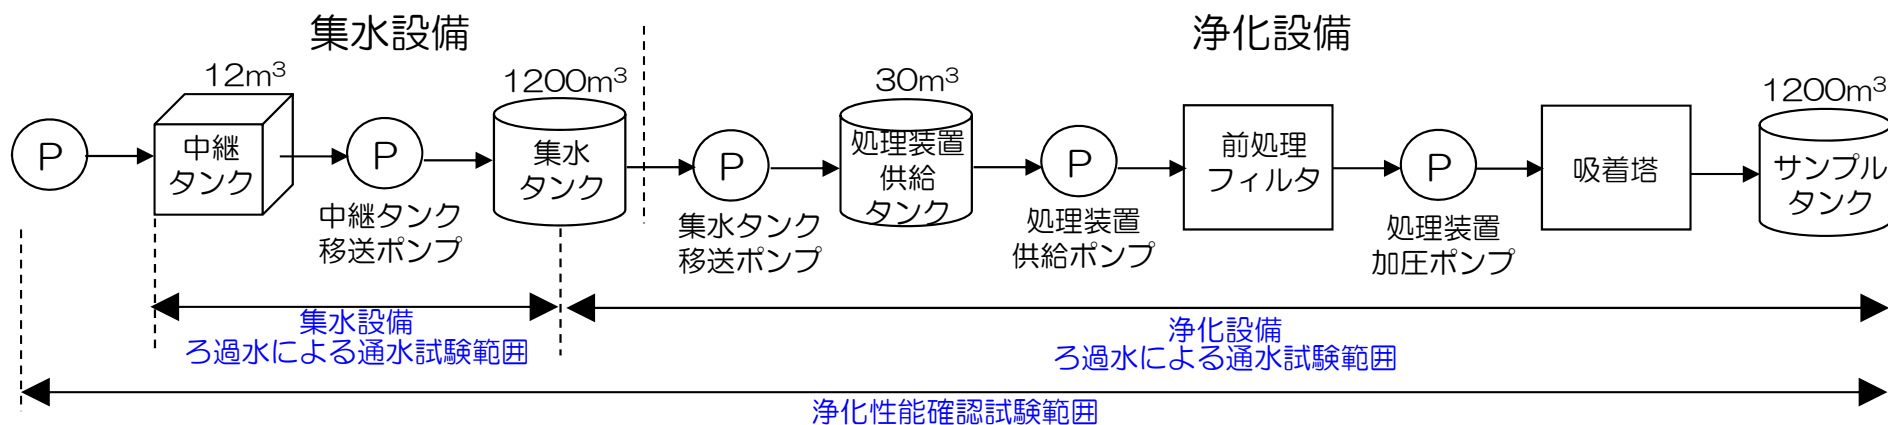 集水設備
浄化設備
12m³
1200m³
30m³
1200m³
P
中継
タンク
P
集水
タンク
P
処理装置
供給
タンク
P
前処理
フィルタ
P
吸着塔
サンプル
タンク
中継タンク
移送ポンプ
集水タンク
移送ポンプ
処理装置
供給ポンプ
処理装置
加圧ポンプ
集水設備
ろ過水による通水試験範囲
浄化設備
ろ過水による通水試験範囲
浄化性能確認試験範囲